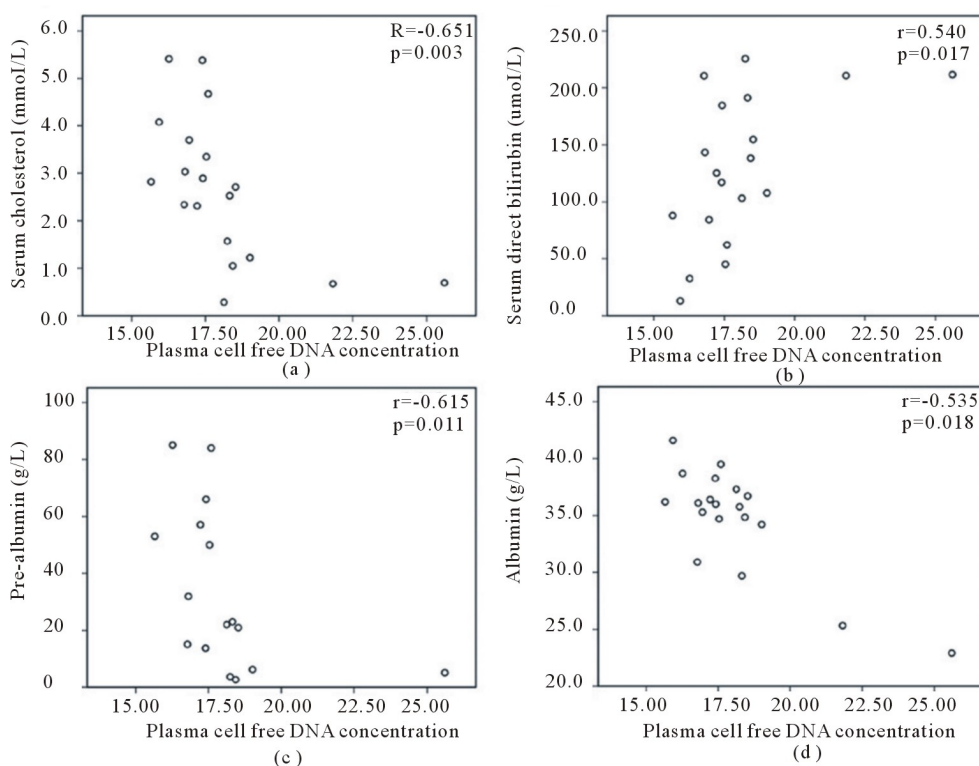 R=-0.651
p=0.003
Serum cholesterol (mmol/L)
6.0
5.0
4.0
3.0
2.0
1.0
0.0
15.00 17.50 20.00 22.50 25.00
Plasma cell free DNA concentration
(a)
r=0.540
p=0.017
Serum direct bilirubin (umol/L)
250.0
200.0
150.0
100.0
50.0
0.0
15.00 17.50 20.00 22.50 25.00
Plasma cell free DNA concentration
(b)
r=-0.615
p=0.011
Pre-albumin (g/L)
100
80
60
40
20
0
15.00 17.50 20.00 22.50 25.00
Plasma cell free DNA concentration
(c)
r=-0.535
p=0.018
Albumin (g/L)
45.0
40.0
35.0
30.0
25.0
20.0
15.00 17.50 20.00 22.50 25.00
Plasma cell free DNA concentration
(d)